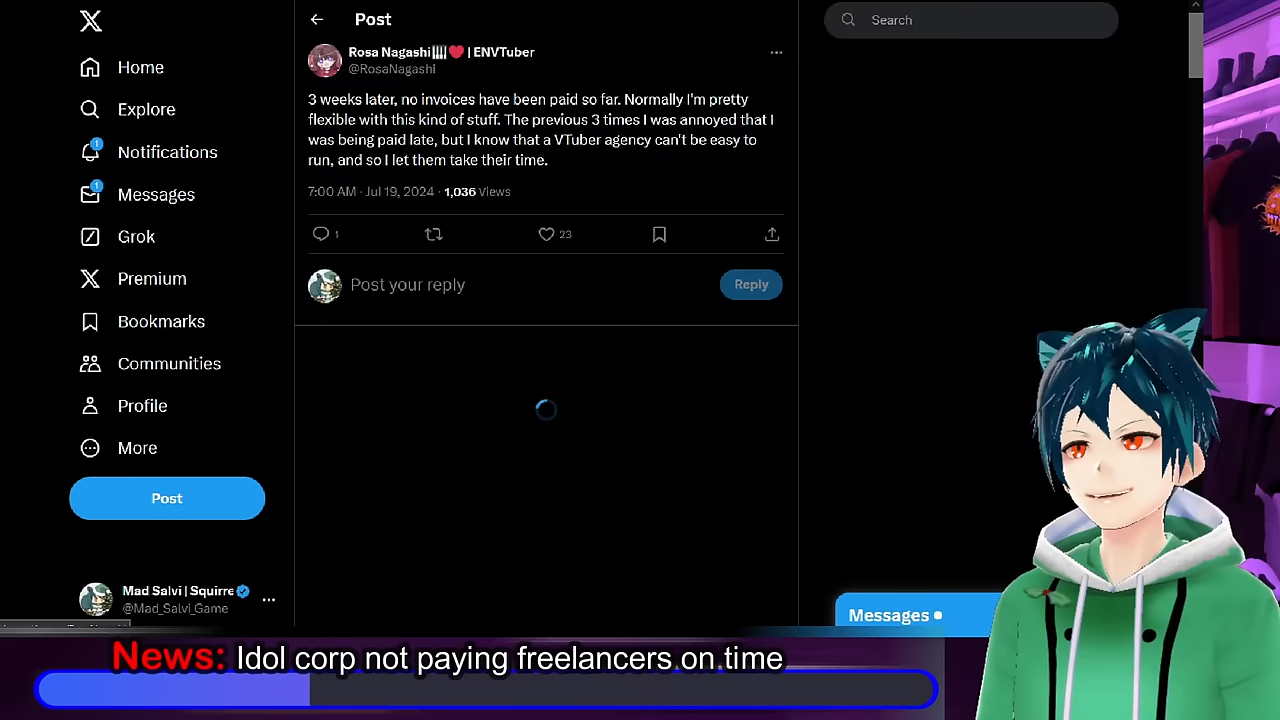 Post
Search
Rosa Nagashi🎹❤️ | ENVTuber
@RosaNagashi
3 weeks later, no invoices have been paid so far. Normally I'm pretty
flexible with this kind of stuff. The previous 3 times I was annoyed that I
was being paid late, but I know that a VTuber agency can't be easy to
run, and so I let them take their time.
7:00 AM · Jul 19, 2024 · 1,036 Views
1
23
Post your reply
Reply
Home
Explore
1
Notifications
1
Messages
Grok
Premium
Bookmarks
Communities
Profile
More
Post
Mad Salvi | Squirre
@Mad_Salvi_Game
Messages
News: Idol corp not paying freelancers on time